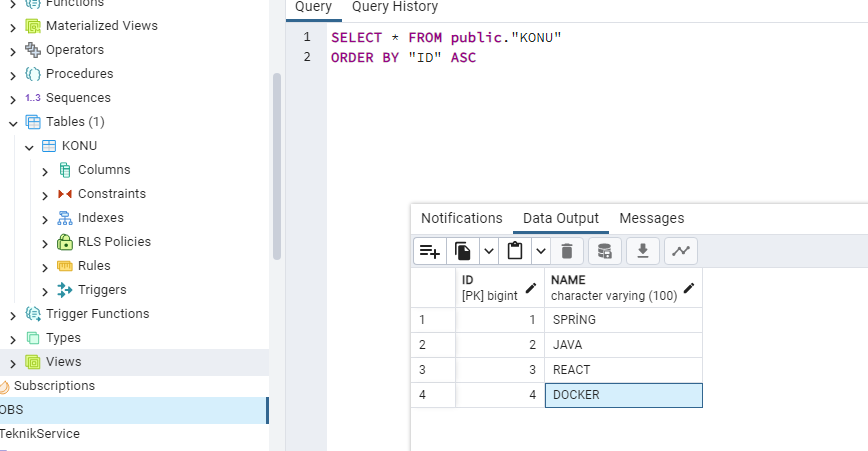 Functions
Materialized Views
Operators
Procedures
1..3 Sequences
Tables (1)
KONU
Columns
Constraints
Indexes
RLS Policies
Rules
Triggers
Trigger Functions
Types
Views
Subscriptions
OBS
TeknikService
Query Query History
1 SELECT * FROM public."KONU"
2 ORDER BY "ID" ASC
Notifications Data Output Messages
ID NAME
[PK] bigint character varying (100)
1 1 SPRİNG
2 2 JAVA
3 3 REACT
4 4 DOCKER